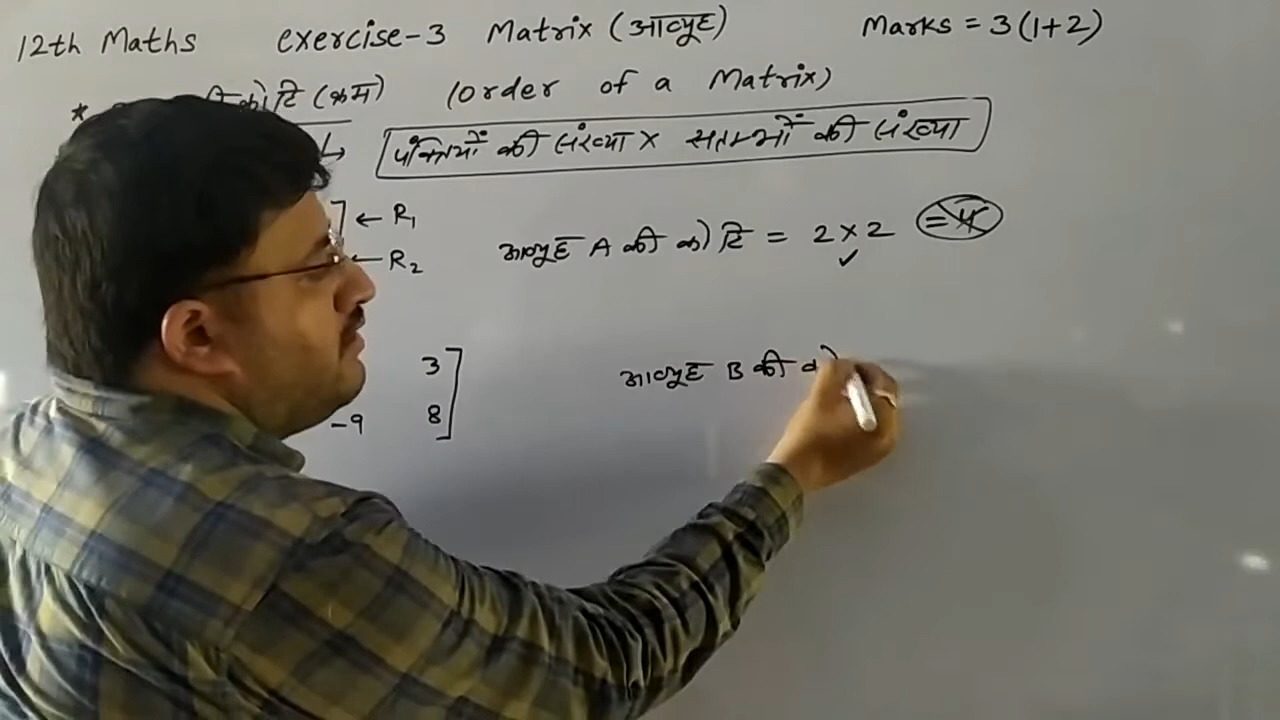 12th Maths exercise-3 Matrix (आव्यूह) Marks = 3 (1+2)
* की कोटि (क्रम) (order of a Matrix)
↳ पंक्तियों की संख्या × स्तम्भों की संख्या
] ← R₁
← R₂
आव्यूह A की कोटि = 2 × 2 = 4
✓
3 ]
-9 8
आव्यूह B की